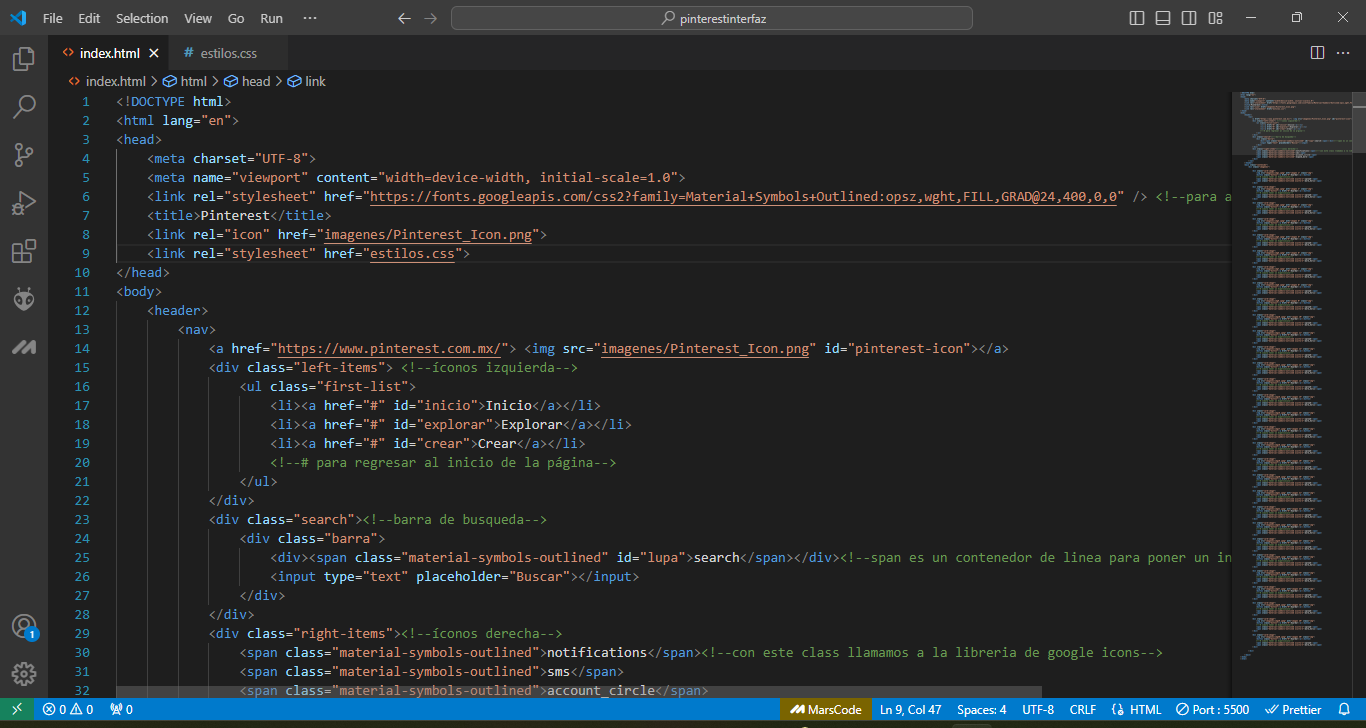 File Edit Selection View Go Run ··· pinterestinterfaz
index.html estilos.css
index.html > html > head > link
1 <!DOCTYPE html>
2 <html lang="en">
3 <head>
4 <meta charset="UTF-8">
5 <meta name="viewport" content="width=device-width, initial-scale=1.0">
6 <link rel="stylesheet" href="https://fonts.googleapis.com/css2?family=Material+Symbols+Outlined:opsz,wght,FILL,GRAD@24,400,0,0" /> <!--para a
7 <title>Pinterest</title>
8 <link rel="icon" href="imagenes/Pinterest_Icon.png">
9 <link rel="stylesheet" href="estilos.css">
10 </head>
11 <body>
12 <header>
13 <nav>
14 <a href="https://www.pinterest.com.mx/"> <img src="imagenes/Pinterest_Icon.png" id="pinterest-icon"></a>
15 <div class="left-items"> <!--íconos izquierda-->
16 <ul class="first-list">
17 <li><a href="#" id="inicio">Inicio</a></li>
18 <li><a href="#" id="explorar">Explorar</a></li>
19 <li><a href="#" id="crear">Crear</a></li>
20 <!--# para regresar al inicio de la página-->
21 </ul>
22 </div>
23 <div class="search"><!--barra de busqueda-->
24 <div class="barra">
25 <div><span class="material-symbols-outlined" id="lupa">search</span></div><!--span es un contenedor de linea para poner un in
26 <input type="text" placeholder="Buscar"></input>
27 </div>
28 </div>
29 <div class="right-items"><!--íconos derecha-->
30 <span class="material-symbols-outlined">notifications</span><!--con este class llamamos a la libreria de google icons-->
31 <span class="material-symbols-outlined">sms</span>
32 <span class="material-symbols-outlined">account_circle</span>
1
0 0 0 MarsCode Ln 9, Col 47 Spaces: 4 UTF-8 CRLF HTML Port : 5500 Prettier